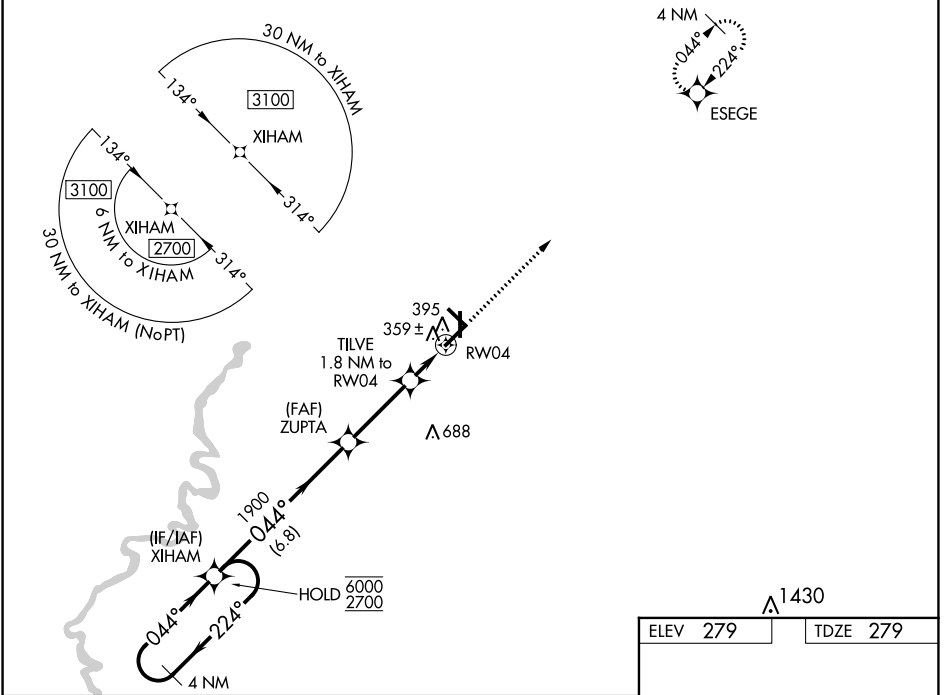 30 NM to XIHAM
134°
3100
XIHAM
314°
134°
3100
XIHAM
2700
6 NM to XIHAM
314°
30 NM to XIHAM (NoPT)
4 NM
044°
224°
ESEGE
395
359 ±
RW04
TILVE
1.8 NM to
RW04
(FAF)
ZUPTA
688
1900
044°
(6.8)
(IF/IAF)
XIHAM
HOLD 6000
2700
044°
224°
4 NM
1430
ELEV 279
TDZE 279